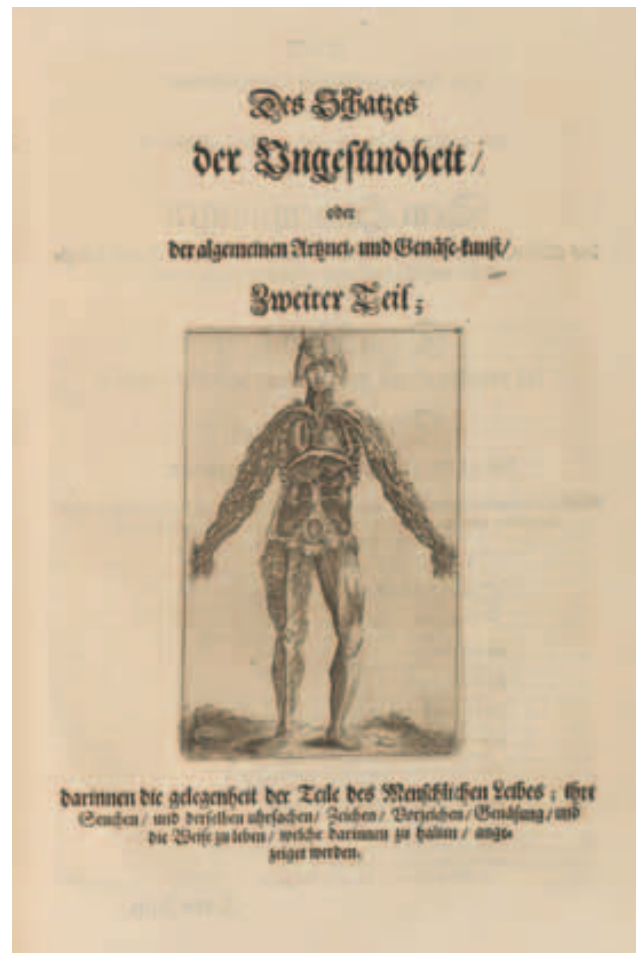 Des Schatzes
der Ungesundheit /
oder
der algemeinen Artznei- und Genäse-kunst /
Zweiter Teil ;
darinnen die gelegenheit der Teile des Menschlichen Leibes ; ihre
Seuchen / und derselben uhrsachen / Zeichen / Vorzeichen / Genäsung / und
die Weise zu leben / welche darinnen zu halten / ange-
zeiget werden.